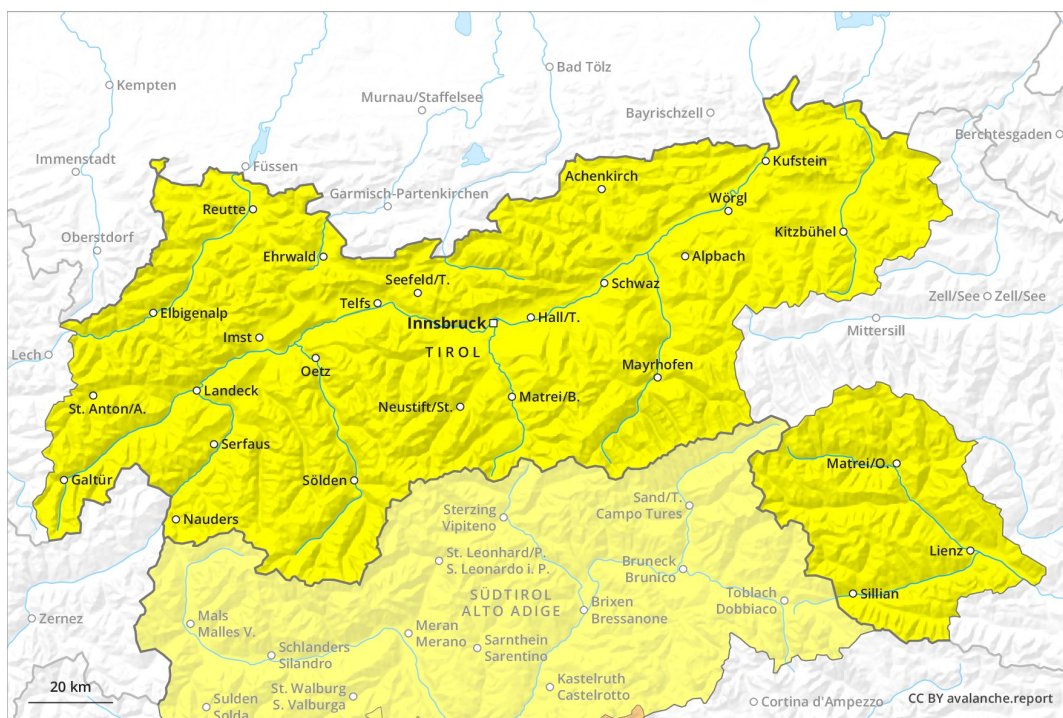 Kempten
Bad Tölz
Murnau/Staffelsee
Bayrischzell
Berchtesgaden
Immenstadt
Füssen
Kufstein
Garmisch-Partenkirchen
Achenkirch
Reutte
Wörgl
Oberstdorf
Kitzbühel
Ehrwald
Alpbach
Seefeld/T.
Schwaz
Telfs
Zell/See
Zell/See
Elbigenalp
Innsbruck
Hall/T.
Mittersill
Imst
TIROL
Lech
Oetz
Mayrhofen
Landeck
St. Anton/A.
Neustift/St.
Matrei/B.
Serfaus
Matrei/O.
Galtür
Sölden
Sand/T.
Campo Tures
Sterzing
Vipiteno
Nauders
Lienz
St. Leonhard/P.
S. Leonardo i. P.
Bruneck
Brunico
SÜDTIROL
ALTO ADIGE
Toblach
Dobbiaco
Sillian
Zernez
Mals
Malles V.
Brixen
Bressanone
Meran
Merano
Schlanders
Silandro
Sarnthein
Sarentino
Kastelruth
Castelrotto
20 km
St. Walburg
S. Valburga
Sulden
Solda
Cortina d'Ampezzo
CC BY avalanche.report